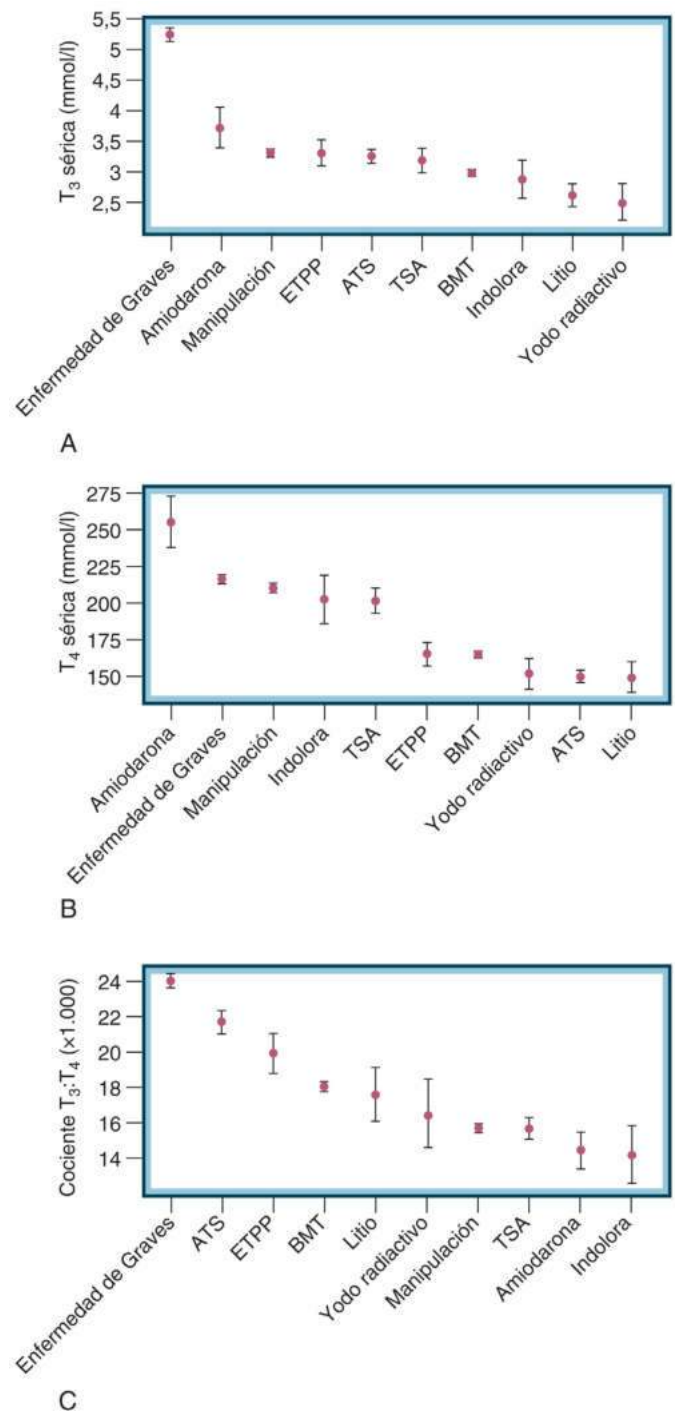 5,5
5
4,5
4
3,5
3
2,5
T3 sérica (mmol/l)
Enfermedad de Graves
Amiodarona
Manipulación
ETPP
ATS
TSA
BMT
Indolora
Litio
Yodo radiactivo
A
275
250
225
200
175
150
T4 sérica (mmol/l)
Amiodarona
Enfermedad de Graves
Manipulación
Indolora
TSA
ETPP
BMT
Yodo radiactivo
ATS
Litio
B
24
22
20
18
16
14
Cociente T3:T4 (×1.000)
Enfermedad de Graves
ATS
ETPP
BMT
Litio
Yodo radiactivo
Manipulación
TSA
Amiodarona
Indolora
C